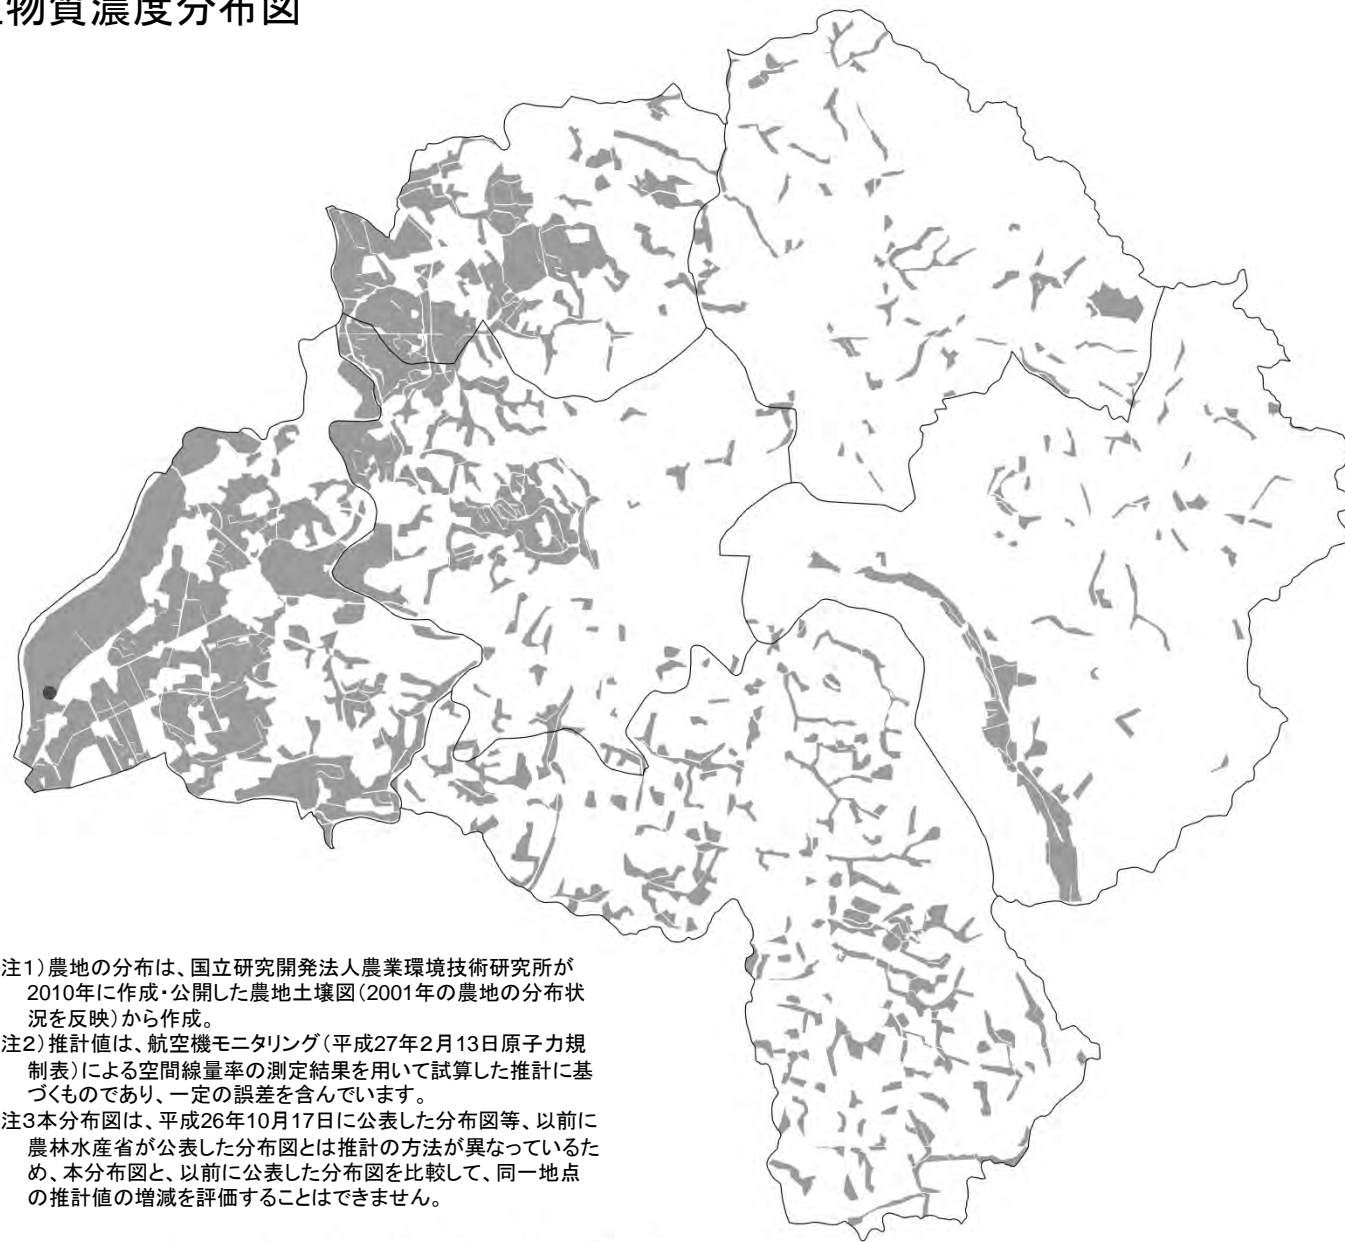 物質濃度分布図
注1）農地の分布は、国立研究開発法人農業環境技術研究所が
2010年に作成・公開した農地土壌図（2001年の農地の分布状
況を反映）から作成。
注2）推計値は、航空機モニタリング（平成27年2月13日原子力規
制表）による空間線量率の測定結果を用いて試算した推計に基
づくものであり、一定の誤差を含んでいます。
注3本分布図は、平成26年10月17日に公表した分布図等、以前に
農林水産省が公表した分布図とは推計の方法が異なっているた
め、本分布図と、以前に公表した分布図を比較して、同一地点
の推計値の増減を評価することはできません。